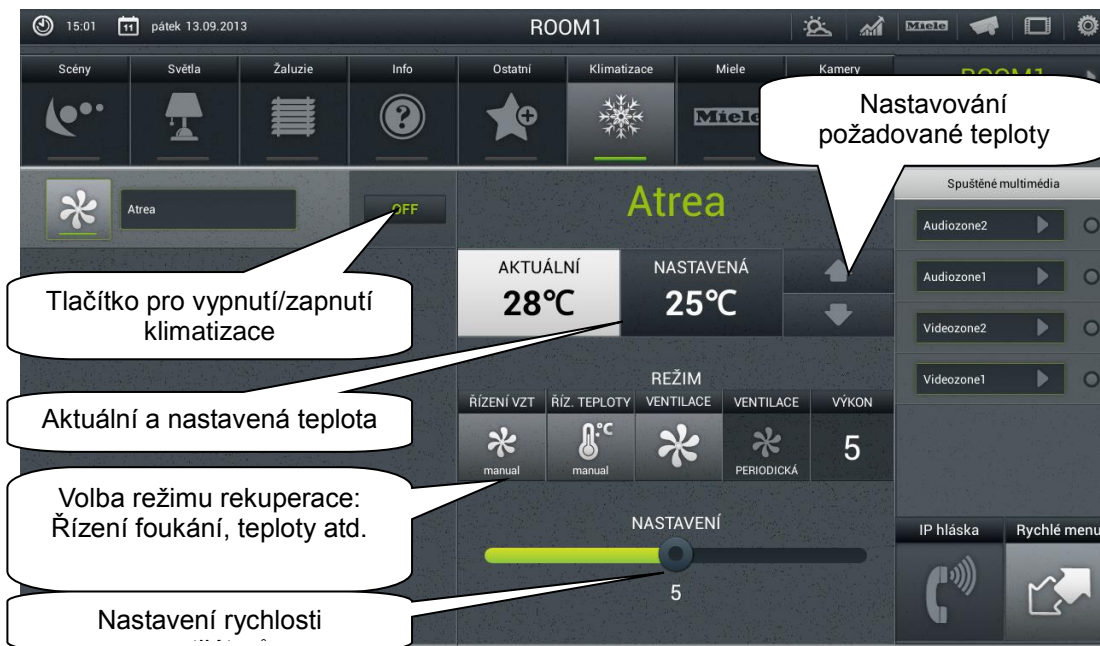 15:01 11 pátek 13.09.2013 ROOM1 Miele
Scény Světla Žaluzie Info Ostatní Klimatizace Miele Kamery
ROOM1
Miele
Nastavování
požadované teploty
Atrea OFF
Atrea
Spuštěné multimédia
Audiozone2
Audiozone1
Videozone2
Videozone1
AKTUÁLNÍ NASTAVENÁ
28°C 25°C
Tlačítko pro vypnutí/zapnutí
klimatizace
Aktuální a nastavená teplota
REŽIM
ŘÍZENÍ VZT ŘÍZ. TEPLOTY VENTILACE VENTILACE VÝKON
°C
manual manual PERIODICKÁ 5
Volba režimu rekuperace:
Řízení foukání, teploty atd.
NASTAVENÍ
5
Nastavení rychlosti
IP hláska Rychlé menu